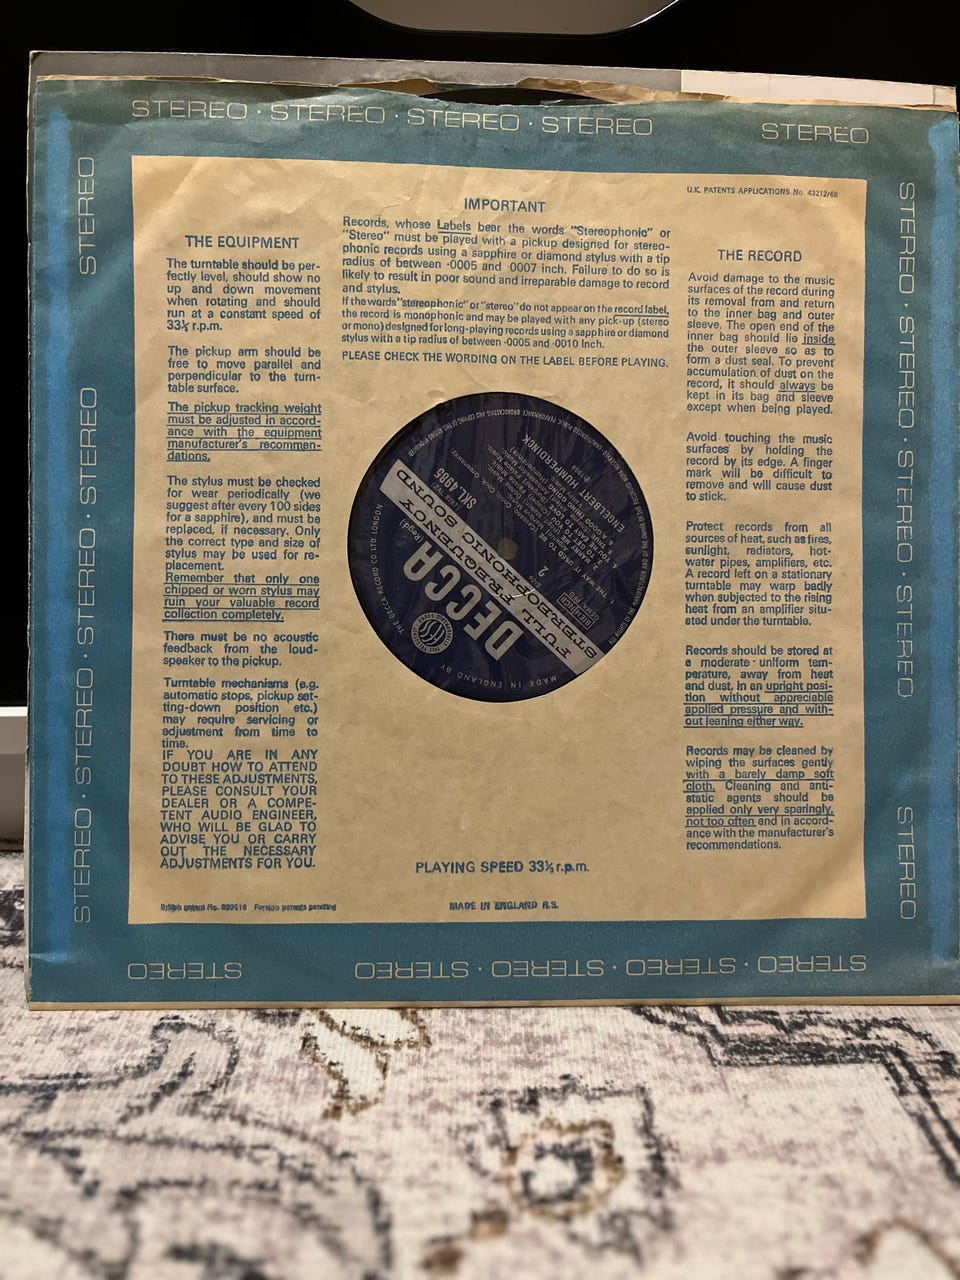 STEREO · STEREO · STEREO · STEREO STEREO
STEREO STEREO · STEREO · STEREO · STEREO
U.K. PATENTS APPLICATIONS No. 43212/68
IMPORTANT
Records, whose Labels bear the words "Stereophonic" or
"Stereo" must be played with a pickup designed for stereo-
phonic records using a sapphire or diamond stylus with a tip
radius of between ·0005 and ·0007 inch. Failure to do so is
likely to result in poor sound and irreparable damage to record
and stylus.
If the words "stereophonic" or "stereo" do not appear on the record label,
the record is monophonic and may be played with any pick-up (stereo
or mono) designed for long-playing records using a sapphire or diamond
stylus with a tip radius of between ·0005 and ·0010 inch.
PLEASE CHECK THE WORDING ON THE LABEL BEFORE PLAYING.
THE EQUIPMENT
The turntable should be per-
fectly level, should show no
up and down movement
when rotating and should
run at a constant speed of
33⅓ r.p.m.
The pickup arm should be
free to move parallel and
perpendicular to the turn-
table surface.
The pickup tracking weight
must be adjusted in accord-
ance with the equipment
manufacturer's recommen-
dations.
The stylus must be checked
for wear periodically (we
suggest after every 100 sides
for a sapphire), and must be
replaced, if necessary. Only
the correct type and size of
stylus may be used for re-
placement.
Remember that only one
chipped or worn stylus may
ruin your valuable record
collection completely.
There must be no acoustic
feedback from the loud-
speaker to the pickup.
Turntable mechanisms (e.g.
automatic stops, pickup set-
ting-down position etc.)
may require servicing or
adjustment from time to
time.
IF YOU ARE IN ANY
DOUBT HOW TO ATTEND
TO THESE ADJUSTMENTS,
PLEASE CONSULT YOUR
DEALER OR A COMPE-
TENT AUDIO ENGINEER,
WHO WILL BE GLAD TO
ADVISE YOU OR CARRY
OUT THE NECESSARY
ADJUSTMENTS FOR YOU.
THE RECORD
Avoid damage to the music
surfaces of the record during
its removal from and return
to the inner bag and outer
sleeve. The open end of the
inner bag should lie inside
the outer sleeve so as to
form a dust seal. To prevent
accumulation of dust on the
record, it should always be
kept in its bag and sleeve
except when being played.
Avoid touching the music
surfaces by holding the
record by its edge. A finger
mark will be difficult to
remove and will cause dust
to stick.
Protect records from all
sources of heat, such as fires,
sunlight, radiators, hot-
water pipes, amplifiers, etc.
A record left on a stationary
turntable may warp badly
when subjected to the rising
heat from an amplifier situ-
ated under the turntable.
Records should be stored at
a moderate uniform tem-
perature, away from heat
and dust, in an upright posi-
tion without appreciable
applied pressure and with-
out leaning either way.
Records may be cleaned by
wiping the surfaces gently
with a barely damp soft
cloth. Cleaning and anti-
static agents should be
applied only very sparingly,
not too often and in accord-
ance with the manufacturer's
recommendations.
MADE IN ENGLAND BY
THE DECCA RECORD CO. LTD LONDON
DECCA
(Regd.)
FULL FREQUENCY
STEREOPHONIC SOUND
SKL.4985
Side 2
ENGELBERT HUMPERDINCK
PLAYING SPEED 33⅓ r.p.m.
British patent No. Foreign patents pending
MADE IN ENGLAND R.S.
STEREO · STEREO · STEREO · STEREO STEREO
STEREO · STEREO · STEREO · STEREO STEREO